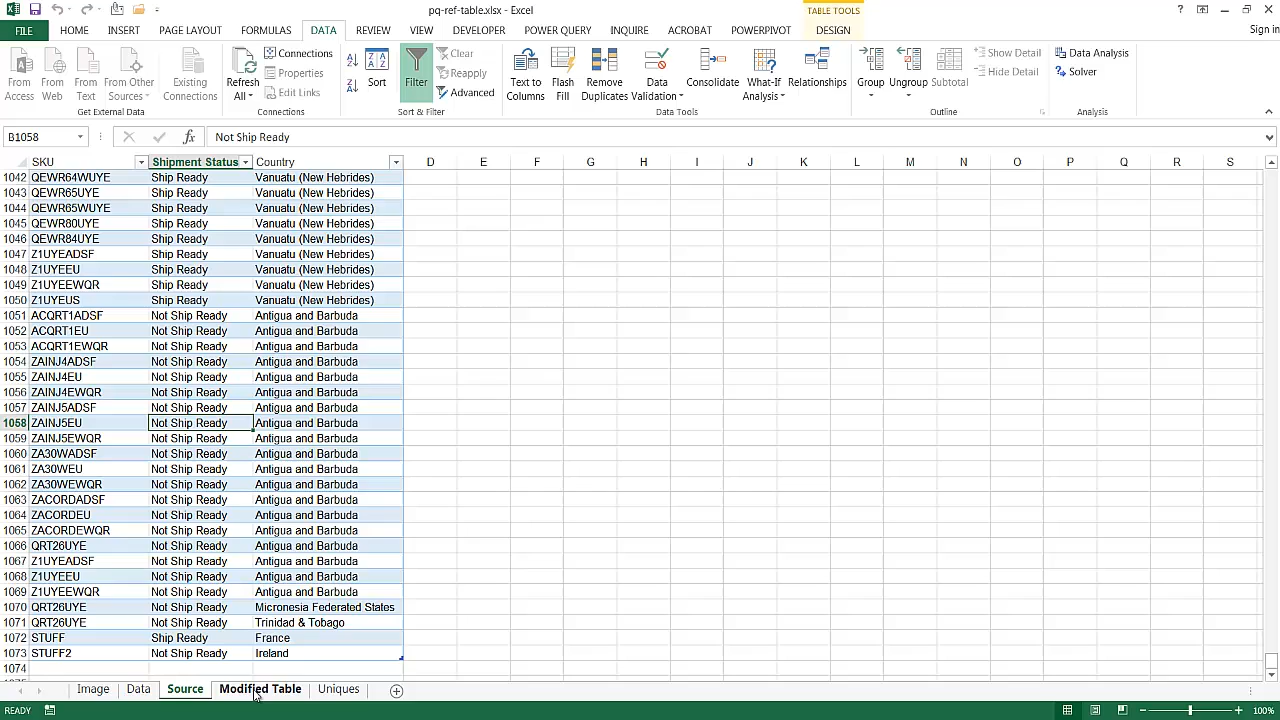 pq-ref-table.xlsx - Excel
TABLE TOOLS
FILE HOME INSERT PAGE LAYOUT FORMULAS DATA REVIEW VIEW DEVELOPER POWER QUERY INQUIRE ACROBAT POWERPIVOT DESIGN Sign in
From Access
From Web
From Text
From Other Sources
Existing Connections
Get External Data
Refresh All
Connections
Properties
Edit Links
Connections
Sort
Filter
Clear
Reapply
Advanced
Sort & Filter
Text to Columns
Flash Fill
Remove Duplicates
Data Validation
Consolidate
What-If Analysis
Relationships
Data Tools
Group
Ungroup
Subtotal
Show Detail
Hide Detail
Outline
Data Analysis
Solver
Analysis
B1058 fx Not Ship Ready
SKU Shipment Status Country D E F G H I J K L M N O P Q R S
1042 QEWR64WUYE Ship Ready Vanuatu (New Hebrides)
1043 QEWR65UYE Ship Ready Vanuatu (New Hebrides)
1044 QEWR65WUYE Ship Ready Vanuatu (New Hebrides)
1045 QEWR80UYE Ship Ready Vanuatu (New Hebrides)
1046 QEWR84UYE Ship Ready Vanuatu (New Hebrides)
1047 Z1UYEADSF Ship Ready Vanuatu (New Hebrides)
1048 Z1UYEEU Ship Ready Vanuatu (New Hebrides)
1049 Z1UYEEWQR Ship Ready Vanuatu (New Hebrides)
1050 Z1UYEUS Ship Ready Vanuatu (New Hebrides)
1051 ACQRT1ADSF Not Ship Ready Antigua and Barbuda
1052 ACQRT1EU Not Ship Ready Antigua and Barbuda
1053 ACQRT1EWQR Not Ship Ready Antigua and Barbuda
1054 ZAINJ4ADSF Not Ship Ready Antigua and Barbuda
1055 ZAINJ4EU Not Ship Ready Antigua and Barbuda
1056 ZAINJ4EWQR Not Ship Ready Antigua and Barbuda
1057 ZAINJ5ADSF Not Ship Ready Antigua and Barbuda
1058 ZAINJ5EU Not Ship Ready Antigua and Barbuda
1059 ZAINJ5EWQR Not Ship Ready Antigua and Barbuda
1060 ZA30WADSF Not Ship Ready Antigua and Barbuda
1061 ZA30WEU Not Ship Ready Antigua and Barbuda
1062 ZA30WEWQR Not Ship Ready Antigua and Barbuda
1063 ZACORDADSF Not Ship Ready Antigua and Barbuda
1064 ZACORDEU Not Ship Ready Antigua and Barbuda
1065 ZACORDEWQR Not Ship Ready Antigua and Barbuda
1066 QRT26UYE Not Ship Ready Antigua and Barbuda
1067 Z1UYEADSF Not Ship Ready Antigua and Barbuda
1068 Z1UYEEU Not Ship Ready Antigua and Barbuda
1069 Z1UYEEWQR Not Ship Ready Antigua and Barbuda
1070 QRT26UYE Not Ship Ready Micronesia Federated States
1071 QRT26UYE Not Ship Ready Trinidad & Tobago
1072 STUFF Ship Ready France
1073 STUFF2 Not Ship Ready Ireland
1074
Image Data Source Modified Table Uniques
READY 100%